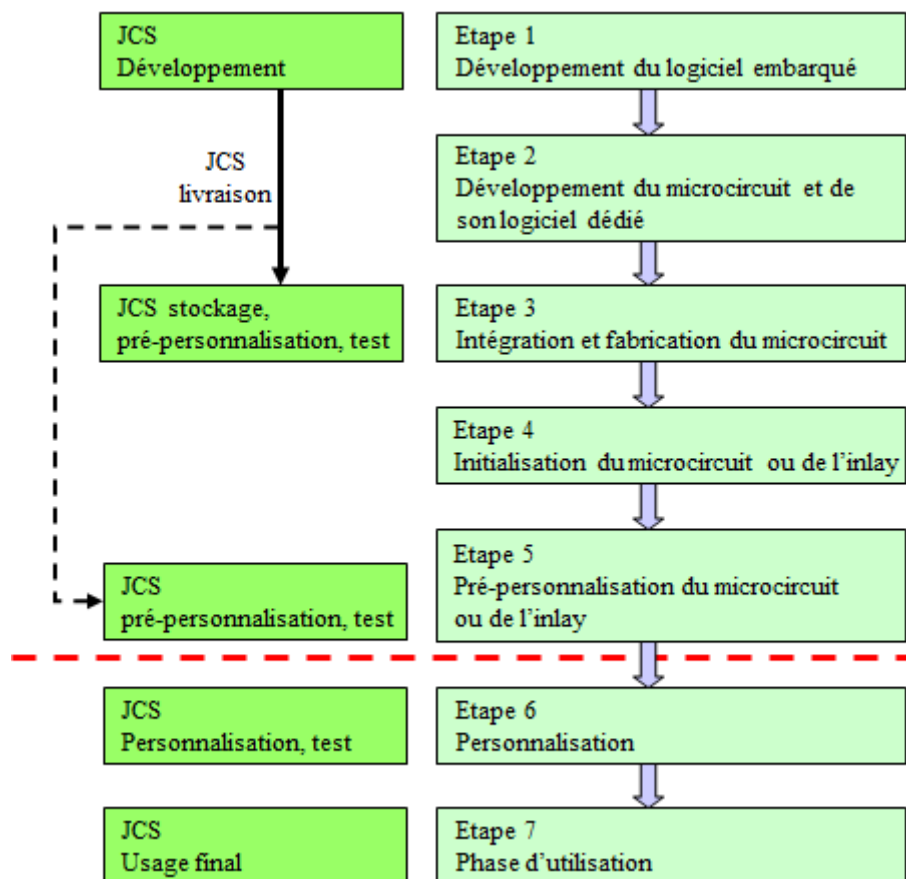 JCS
Développement
Etape 1
Développement du logiciel embarqué
JCS
livraison
Etape 2
Développement du microcircuit et de
son logiciel dédié
JCS stockage,
pré-personnalisation, test
Etape 3
Intégration et fabrication du microcircuit
Etape 4
Initialisation du microcircuit ou de l'inlay
JCS
pré-personnalisation, test
Etape 5
Pré-personnalisation du microcircuit
ou de l'inlay
JCS
Personnalisation, test
Etape 6
Personnalisation
JCS
Usage final
Etape 7
Phase d'utilisation